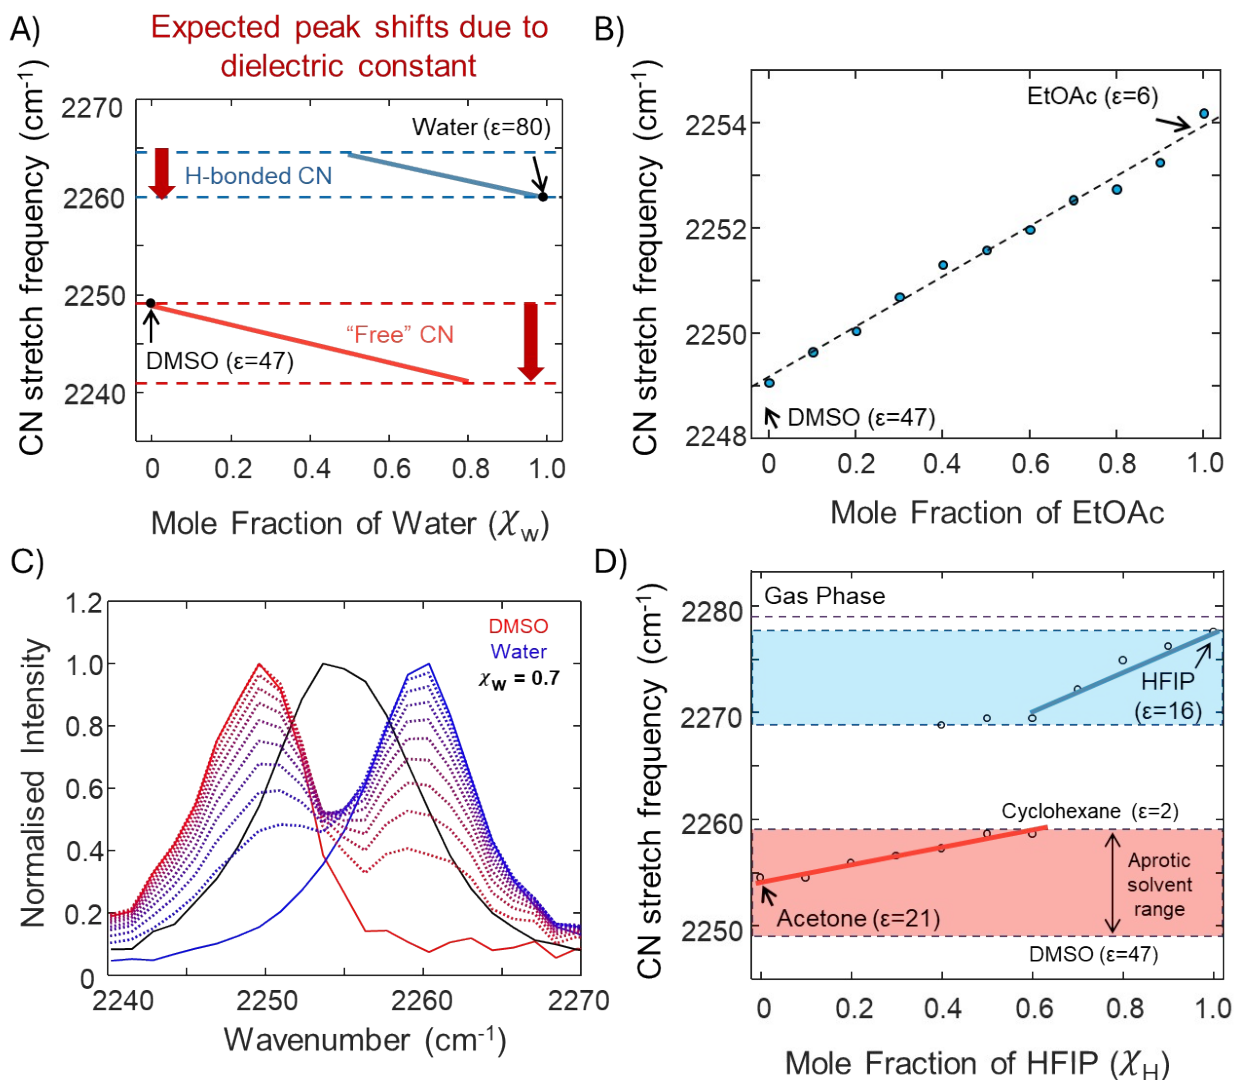 A)
Expected peak shifts due to
dielectric constant
CN stretch frequency (cm-1)
2270
2260
2250
2240
Water (ε=80)
H-bonded CN
"Free" CN
DMSO (ε=47)
0 0.2 0.4 0.6 0.8 1.0
Mole Fraction of Water (χw)
B)
CN stretch frequency (cm-1)
2254
2252
2250
2248
EtOAc (ε=6)
DMSO (ε=47)
0 0.2 0.4 0.6 0.8 1.0
Mole Fraction of EtOAc
C)
Normalised Intensity
1.2
1.0
0.8
0.6
0.4
0.2
0
DMSO
Water
χw = 0.7
2240 2250 2260 2270
Wavenumber (cm-1)
D)
CN stretch frequency (cm-1)
2280
2270
2260
2250
Gas Phase
HFIP
(ε=16)
Cyclohexane (ε=2)
Aprotic
solvent
range
Acetone (ε=21)
DMSO (ε=47)
0 0.2 0.4 0.6 0.8 1.0
Mole Fraction of HFIP (χH)